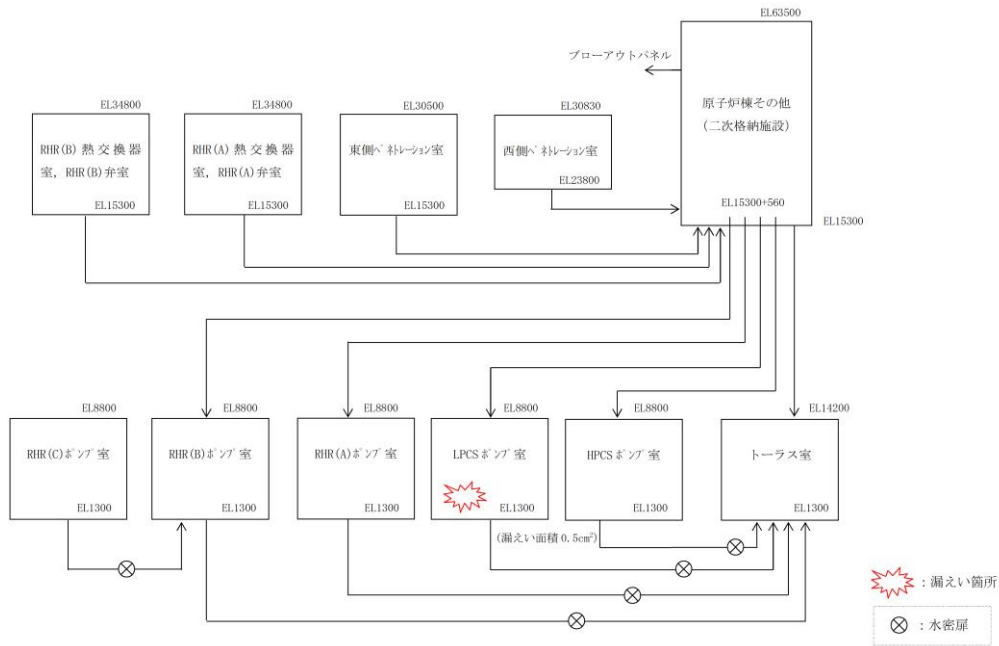 EL63500
ブローアウトパネル
原子炉棟その他
(二次格納施設)
EL15300+560
EL15300
EL34800
RHR(B)熱交換器
室,RHR(B)弁室
EL15300
EL34800
RHR(A)熱交換器
室,RHR(A)弁室
EL15300
EL30500
東側ペネトレーション室
EL15300
EL30830
西側ペネトレーション室
EL23800
EL8800
RHR(C)ポンプ室
EL1300
EL8800
RHR(B)ポンプ室
EL1300
EL8800
RHR(A)ポンプ室
EL1300
EL8800
LPCSポンプ室
EL1300
(漏えい面積0.5cm²)
EL8800
HPCSポンプ室
EL1300
EL14200
トーラス室
EL1300
:漏えい箇所
:水密扉